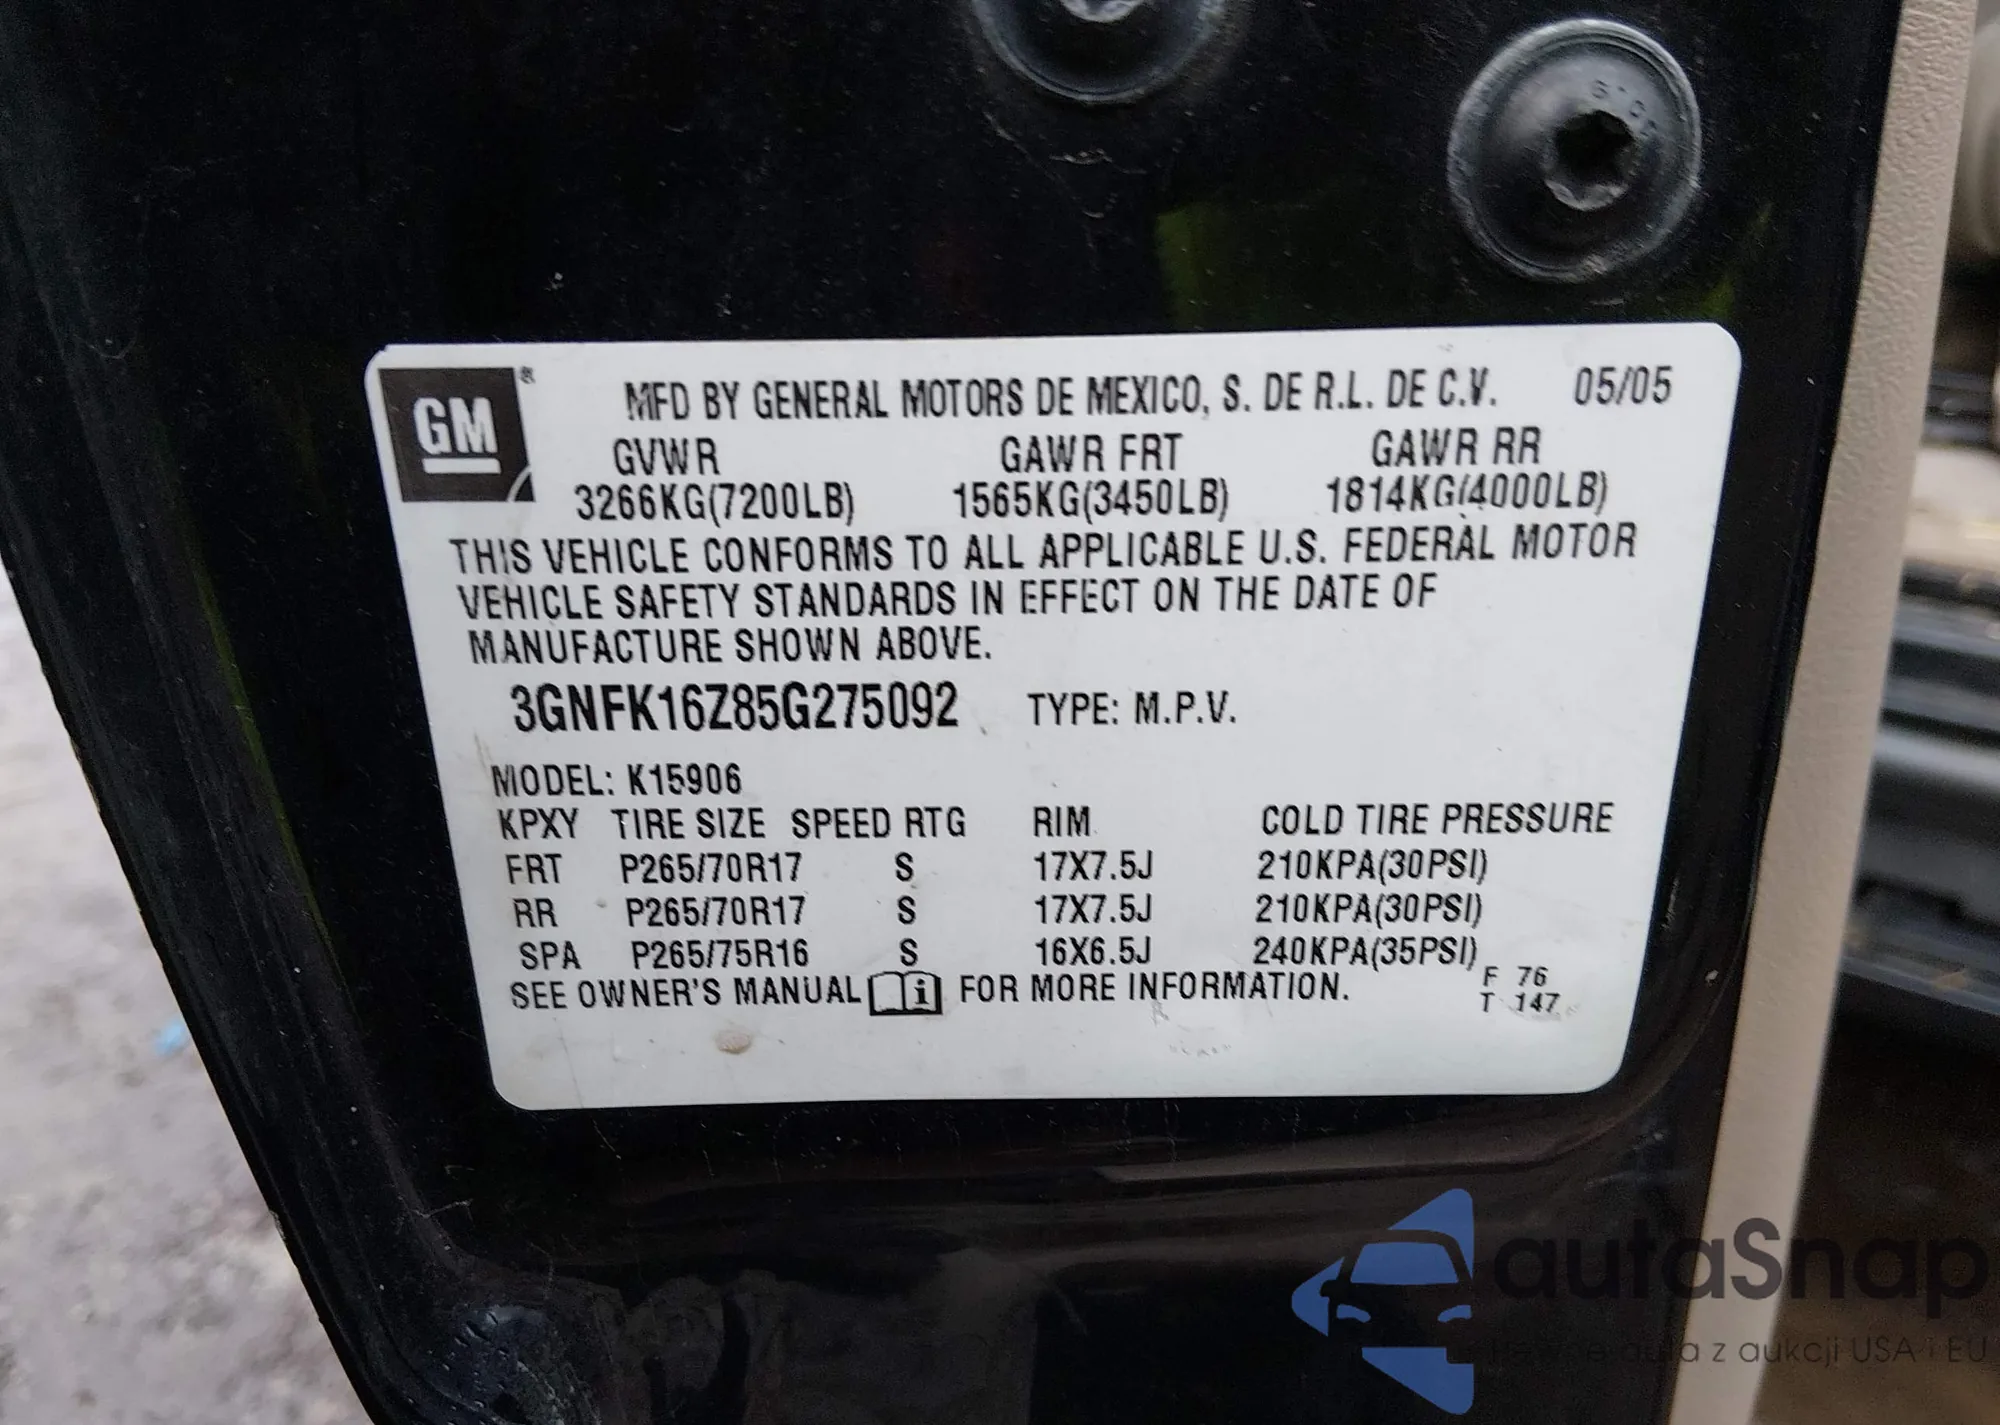 GM ® MFD BY GENERAL MOTORS DE MEXICO, S. DE R.L. DE C.V. 05/05
GVWR GAWR FRT GAWR RR
3266KG(7200LB) 1565KG(3450LB) 1814KG(4000LB)
THIS VEHICLE CONFORMS TO ALL APPLICABLE U.S. FEDERAL MOTOR
VEHICLE SAFETY STANDARDS IN EFFECT ON THE DATE OF
MANUFACTURE SHOWN ABOVE.
3GNFK16Z85G275092 TYPE: M.P.V.
MODEL: K15906
KPXY TIRE SIZE SPEED RTG RIM COLD TIRE PRESSURE
FRT P265/70R17 S 17X7.5J 210KPA(30PSI)
RR P265/70R17 S 17X7.5J 210KPA(30PSI)
SPA P265/75R16 S 16X6.5J 240KPA(35PSI)
SEE OWNER'S MANUAL i FOR MORE INFORMATION.
F 76
T 147
autaSnap
auta z aukcji USA i EU